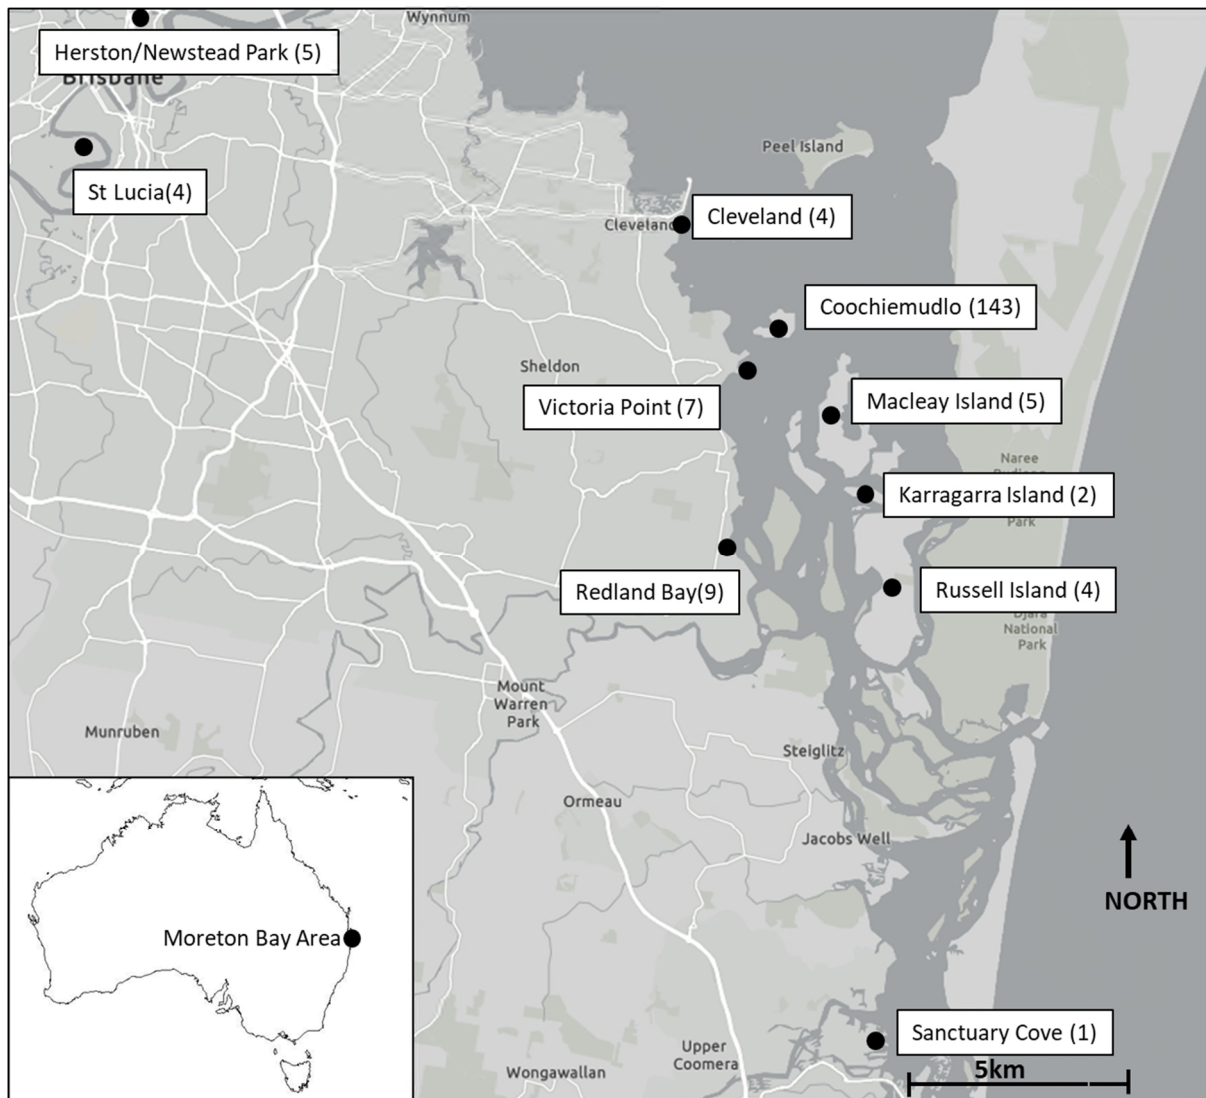 Wynnum
Herston/Newstead Park (5)
Brisbane
Peel Island
St Lucia(4)
Cleveland
Cleveland (4)
Coochiemudlo (143)
Sheldon
Victoria Point (7)
Macleay Island (5)
Naree
Karragarra Island (2)
Park
Redland Bay(9)
Russell Island (4)
Djara
National
Park
Mount
Warren
Park
Munruben
Steiglitz
Ormeau
Jacobs Well
NORTH
Moreton Bay Area
Sanctuary Cove (1)
Upper
Coomera
Wongawallan
5km